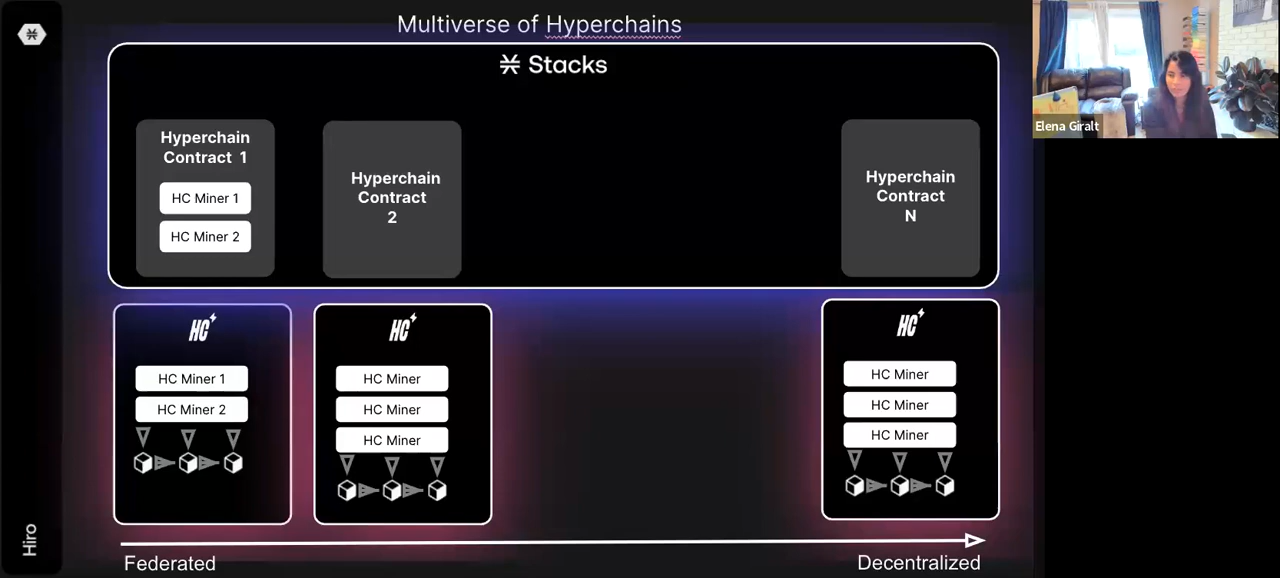 Multiverse of Hyperchains
Stacks
Hyperchain
Contract 1
HC Miner 1
HC Miner 2
Hyperchain
Contract
2
Hyperchain
Contract
N
HC
HC Miner 1
HC Miner 2
HC
HC Miner
HC Miner
HC Miner
HC
HC Miner
HC Miner
HC Miner
Federated
Decentralized
Hiro
Elena Giralt